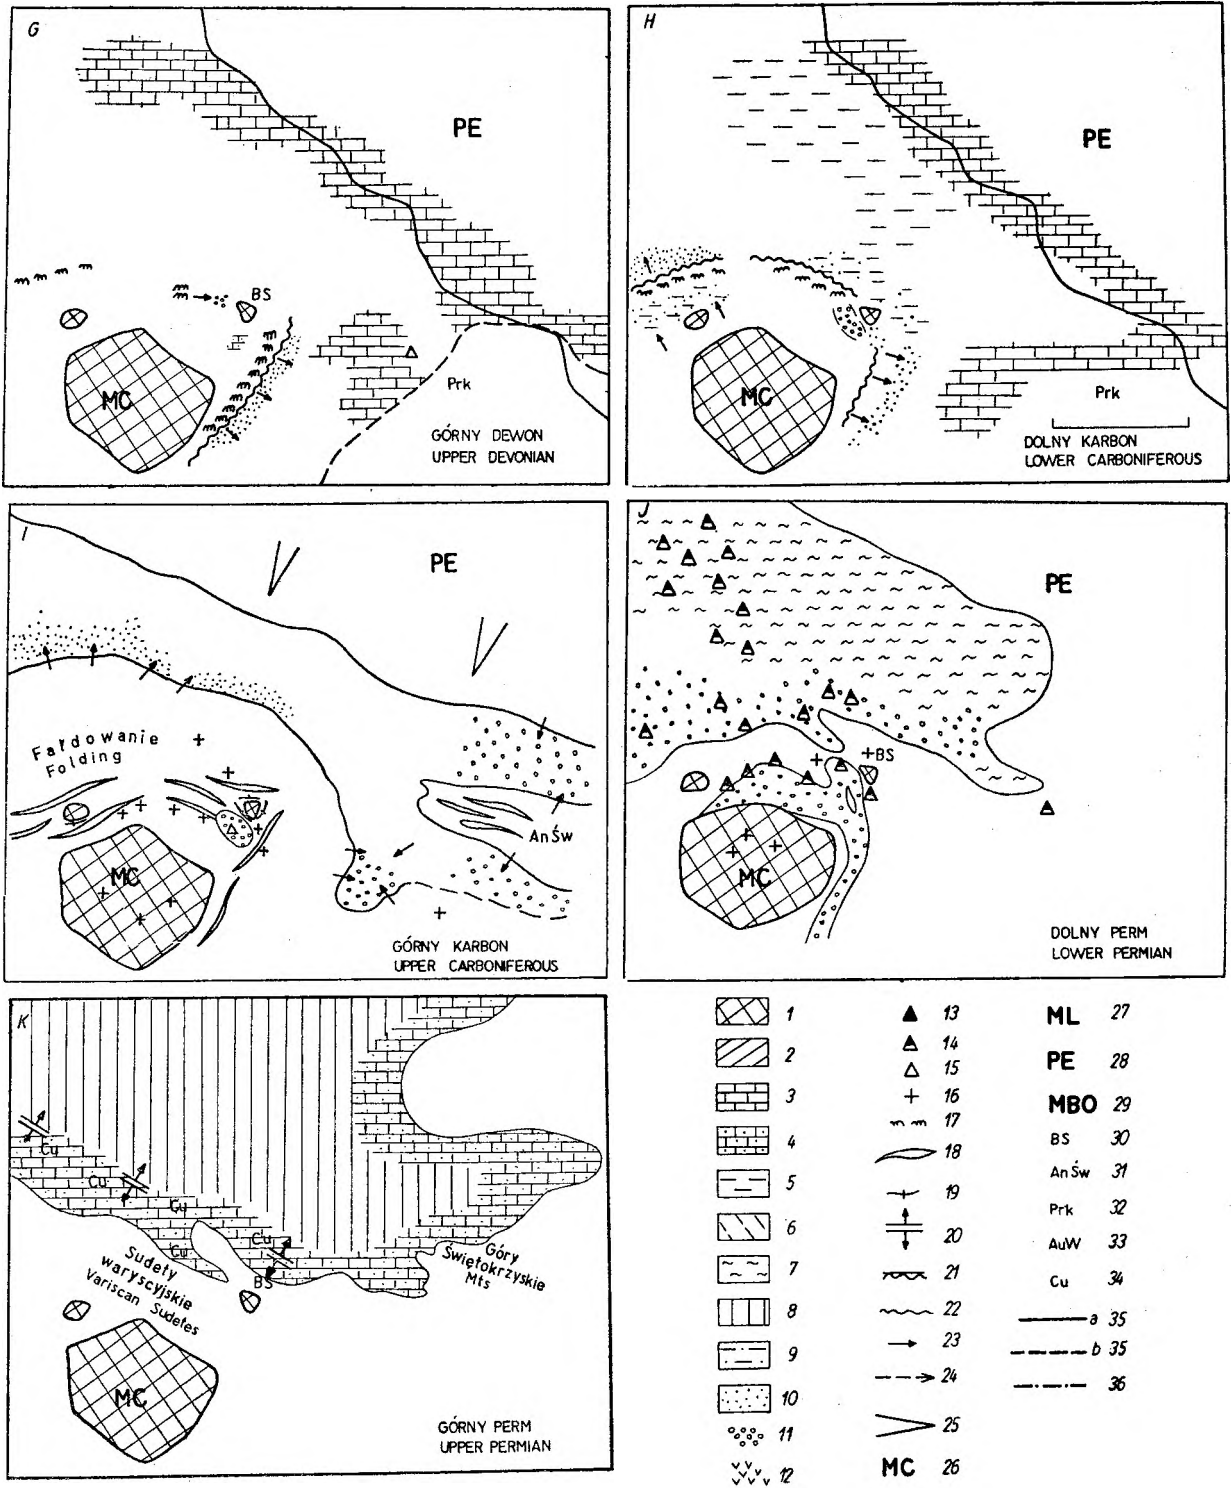 G
PE
BS
MC
Prk
GÓRNY DEWON
UPPER DEVONIAN
H
PE
MC
Prk
DOLNY KARBON
LOWER CARBONIFEROUS
I
PE
Fałdowanie
Folding
AnŚw
MC
GÓRNY KARBON
UPPER CARBONIFEROUS
J
PE
BS
MC
DOLNY PERM
LOWER PERMIAN
K
Cu
Cu
Cu
Cu
Cu
BS
Góry
Świętokrzyskie
Mts
Sudety
waryscyjskie
Variscan Sudetes
MC
GÓRNY PERM
UPPER PERMIAN
1
2
3
4
5
6
7
8
9
10
11
12
13
14
15
16
17
18
19
20
21
22
23
24
25
MC 26
ML 27
PE 28
MBO 29
BS 30
AnŚw 31
Prk 32
AuW 33
Cu 34
a 35
b 35
36